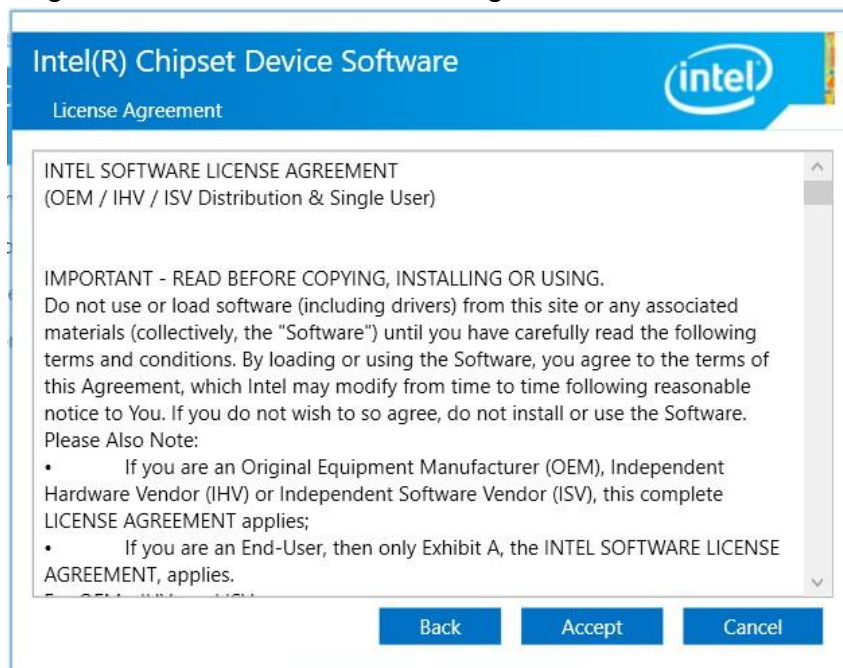 Intel(R) Chipset Device Software
intel
License Agreement
INTEL SOFTWARE LICENSE AGREEMENT
(OEM / IHV / ISV Distribution & Single User)
IMPORTANT - READ BEFORE COPYING, INSTALLING OR USING.
Do not use or load software (including drivers) from this site or any associated
materials (collectively, the "Software") until you have carefully read the following
terms and conditions. By loading or using the Software, you agree to the terms of
this Agreement, which Intel may modify from time to time following reasonable
notice to You. If you do not wish to so agree, do not install or use the Software.
Please Also Note:
• If you are an Original Equipment Manufacturer (OEM), Independent
Hardware Vendor (IHV) or Independent Software Vendor (ISV), this complete
LICENSE AGREEMENT applies;
• If you are an End-User, then only Exhibit A, the INTEL SOFTWARE LICENSE
AGREEMENT, applies.
Back Accept Cancel